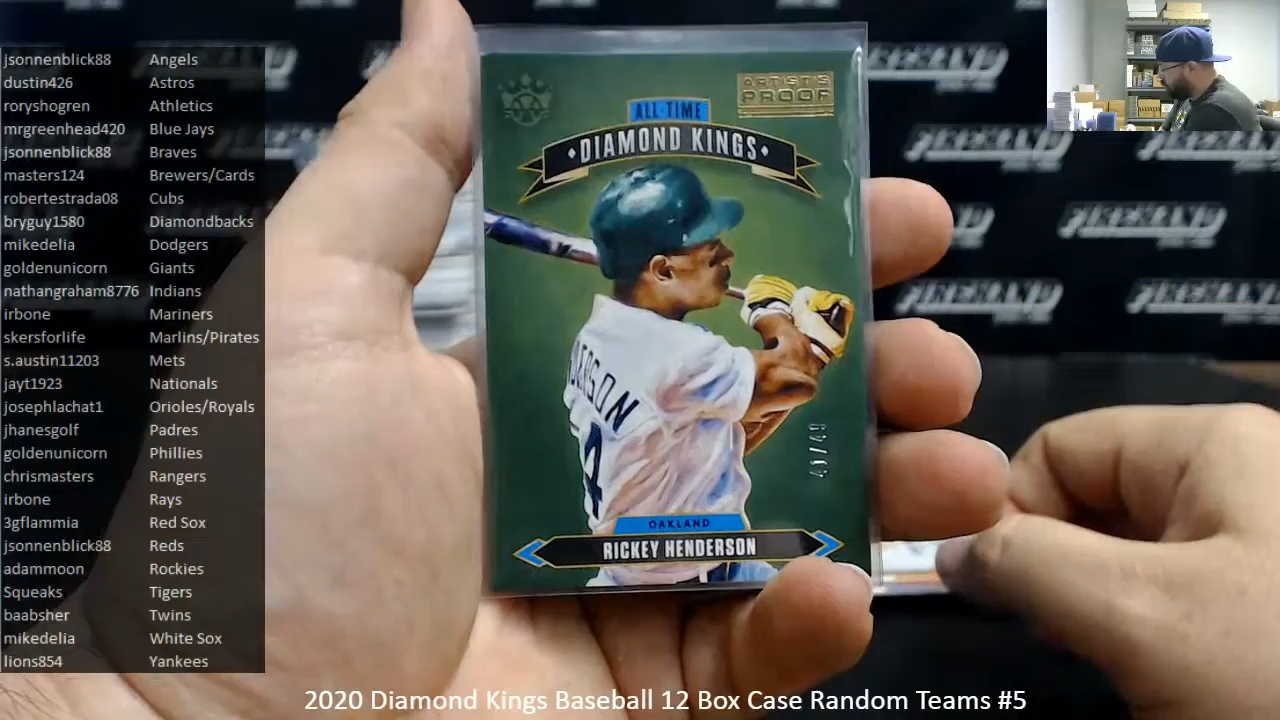 jsonnenblick88 Angels
dustin426 Astros
roryshogren Athletics
mrgreenhead420 Blue Jays
jsonnenblick88 Braves
masters124 Brewers/Cards
robertestrada08 Cubs
bryguy1580 Diamondbacks
mikedelia Dodgers
goldenunicorn Giants
nathangraham8776 Indians
irbone Mariners
skersforlife Marlins/Pirates
s.austin11203 Mets
jayt1923 Nationals
josephlachat1 Orioles/Royals
jhanesgolf Padres
goldenunicorn Phillies
chrismasters Rangers
irbone Rays
3gflammia Red Sox
jsonnenblick88 Reds
adammoon Rockies
Squeaks Tigers
baabsher Twins
mikedelia White Sox
lions854 Yankees
ARTIST'S
PROOF
ALL-TIME
DIAMOND KINGS
OAKLAND
RICKEY HENDERSON
FIREHAND
FIREHAND
FIREHAND
FIREHAND
2020 Diamond Kings Baseball 12 Box Case Random Teams #5